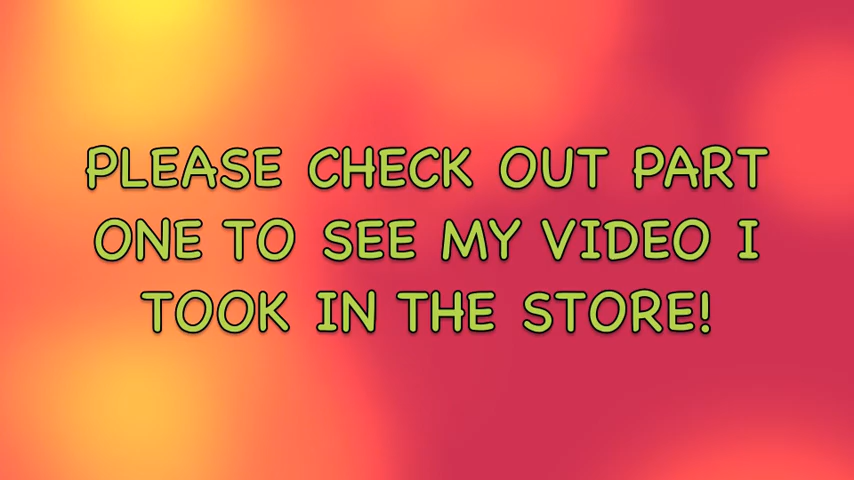 PLEASE CHECK OUT PART
ONE TO SEE MY VIDEO I
TOOK IN THE STORE!